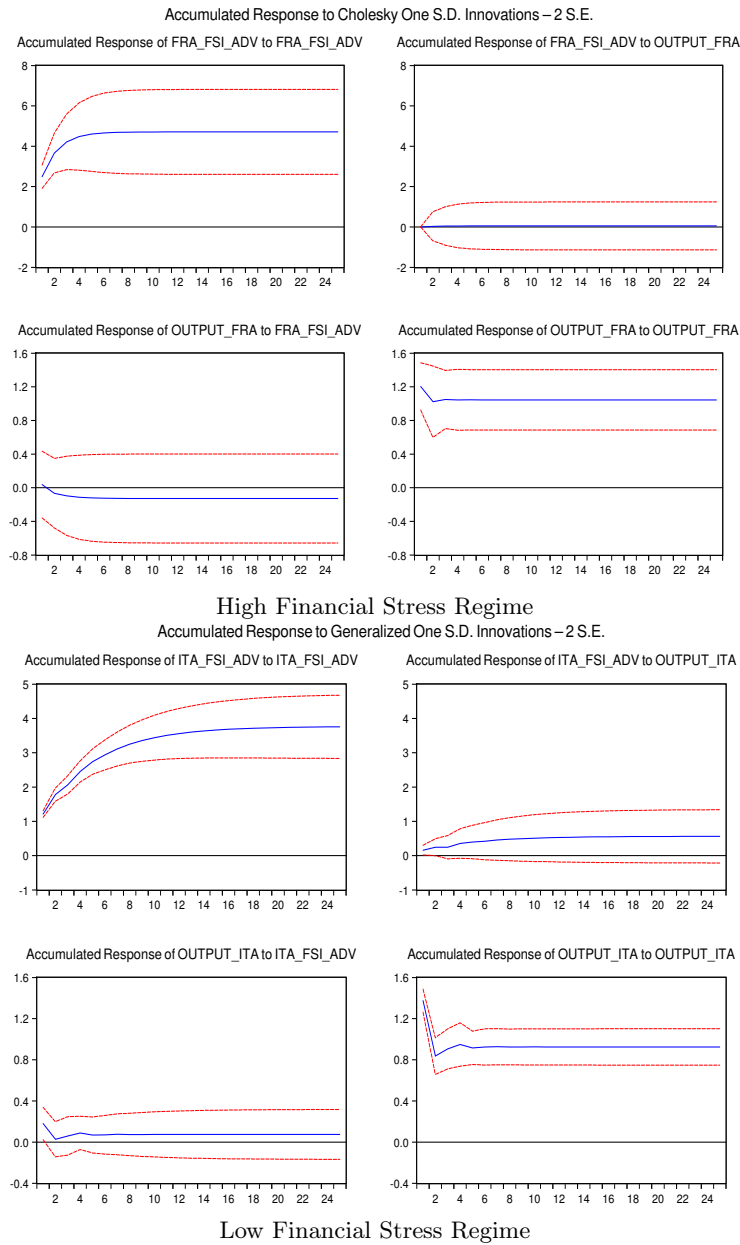 Accumulated Response to Cholesky One S.D. Innovations – 2 S.E.
Accumulated Response of FRA_FSI_ADV to FRA_FSI_ADV
8
6
4
2
0
-2
2 4 6 8 10 12 14 16 18 20 22 24
Accumulated Response of FRA_FSI_ADV to OUTPUT_FRA
8
6
4
2
0
-2
2 4 6 8 10 12 14 16 18 20 22 24
Accumulated Response of OUTPUT_FRA to FRA_FSI_ADV
1.6
1.2
0.8
0.4
0.0
-0.4
-0.8
2 4 6 8 10 12 14 16 18 20 22 24
Accumulated Response of OUTPUT_FRA to OUTPUT_FRA
1.6
1.2
0.8
0.4
0.0
-0.4
-0.8
2 4 6 8 10 12 14 16 18 20 22 24
High Financial Stress Regime
Accumulated Response to Generalized One S.D. Innovations – 2 S.E.
Accumulated Response of ITA_FSI_ADV to ITA_FSI_ADV
5
4
3
2
1
0
-1
2 4 6 8 10 12 14 16 18 20 22 24
Accumulated Response of ITA_FSI_ADV to OUTPUT_ITA
5
4
3
2
1
0
-1
2 4 6 8 10 12 14 16 18 20 22 24
Accumulated Response of OUTPUT_ITA to ITA_FSI_ADV
1.6
1.2
0.8
0.4
0.0
-0.4
2 4 6 8 10 12 14 16 18 20 22 24
Accumulated Response of OUTPUT_ITA to OUTPUT_ITA
1.6
1.2
0.8
0.4
0.0
-0.4
2 4 6 8 10 12 14 16 18 20 22 24
Low Financial Stress Regime